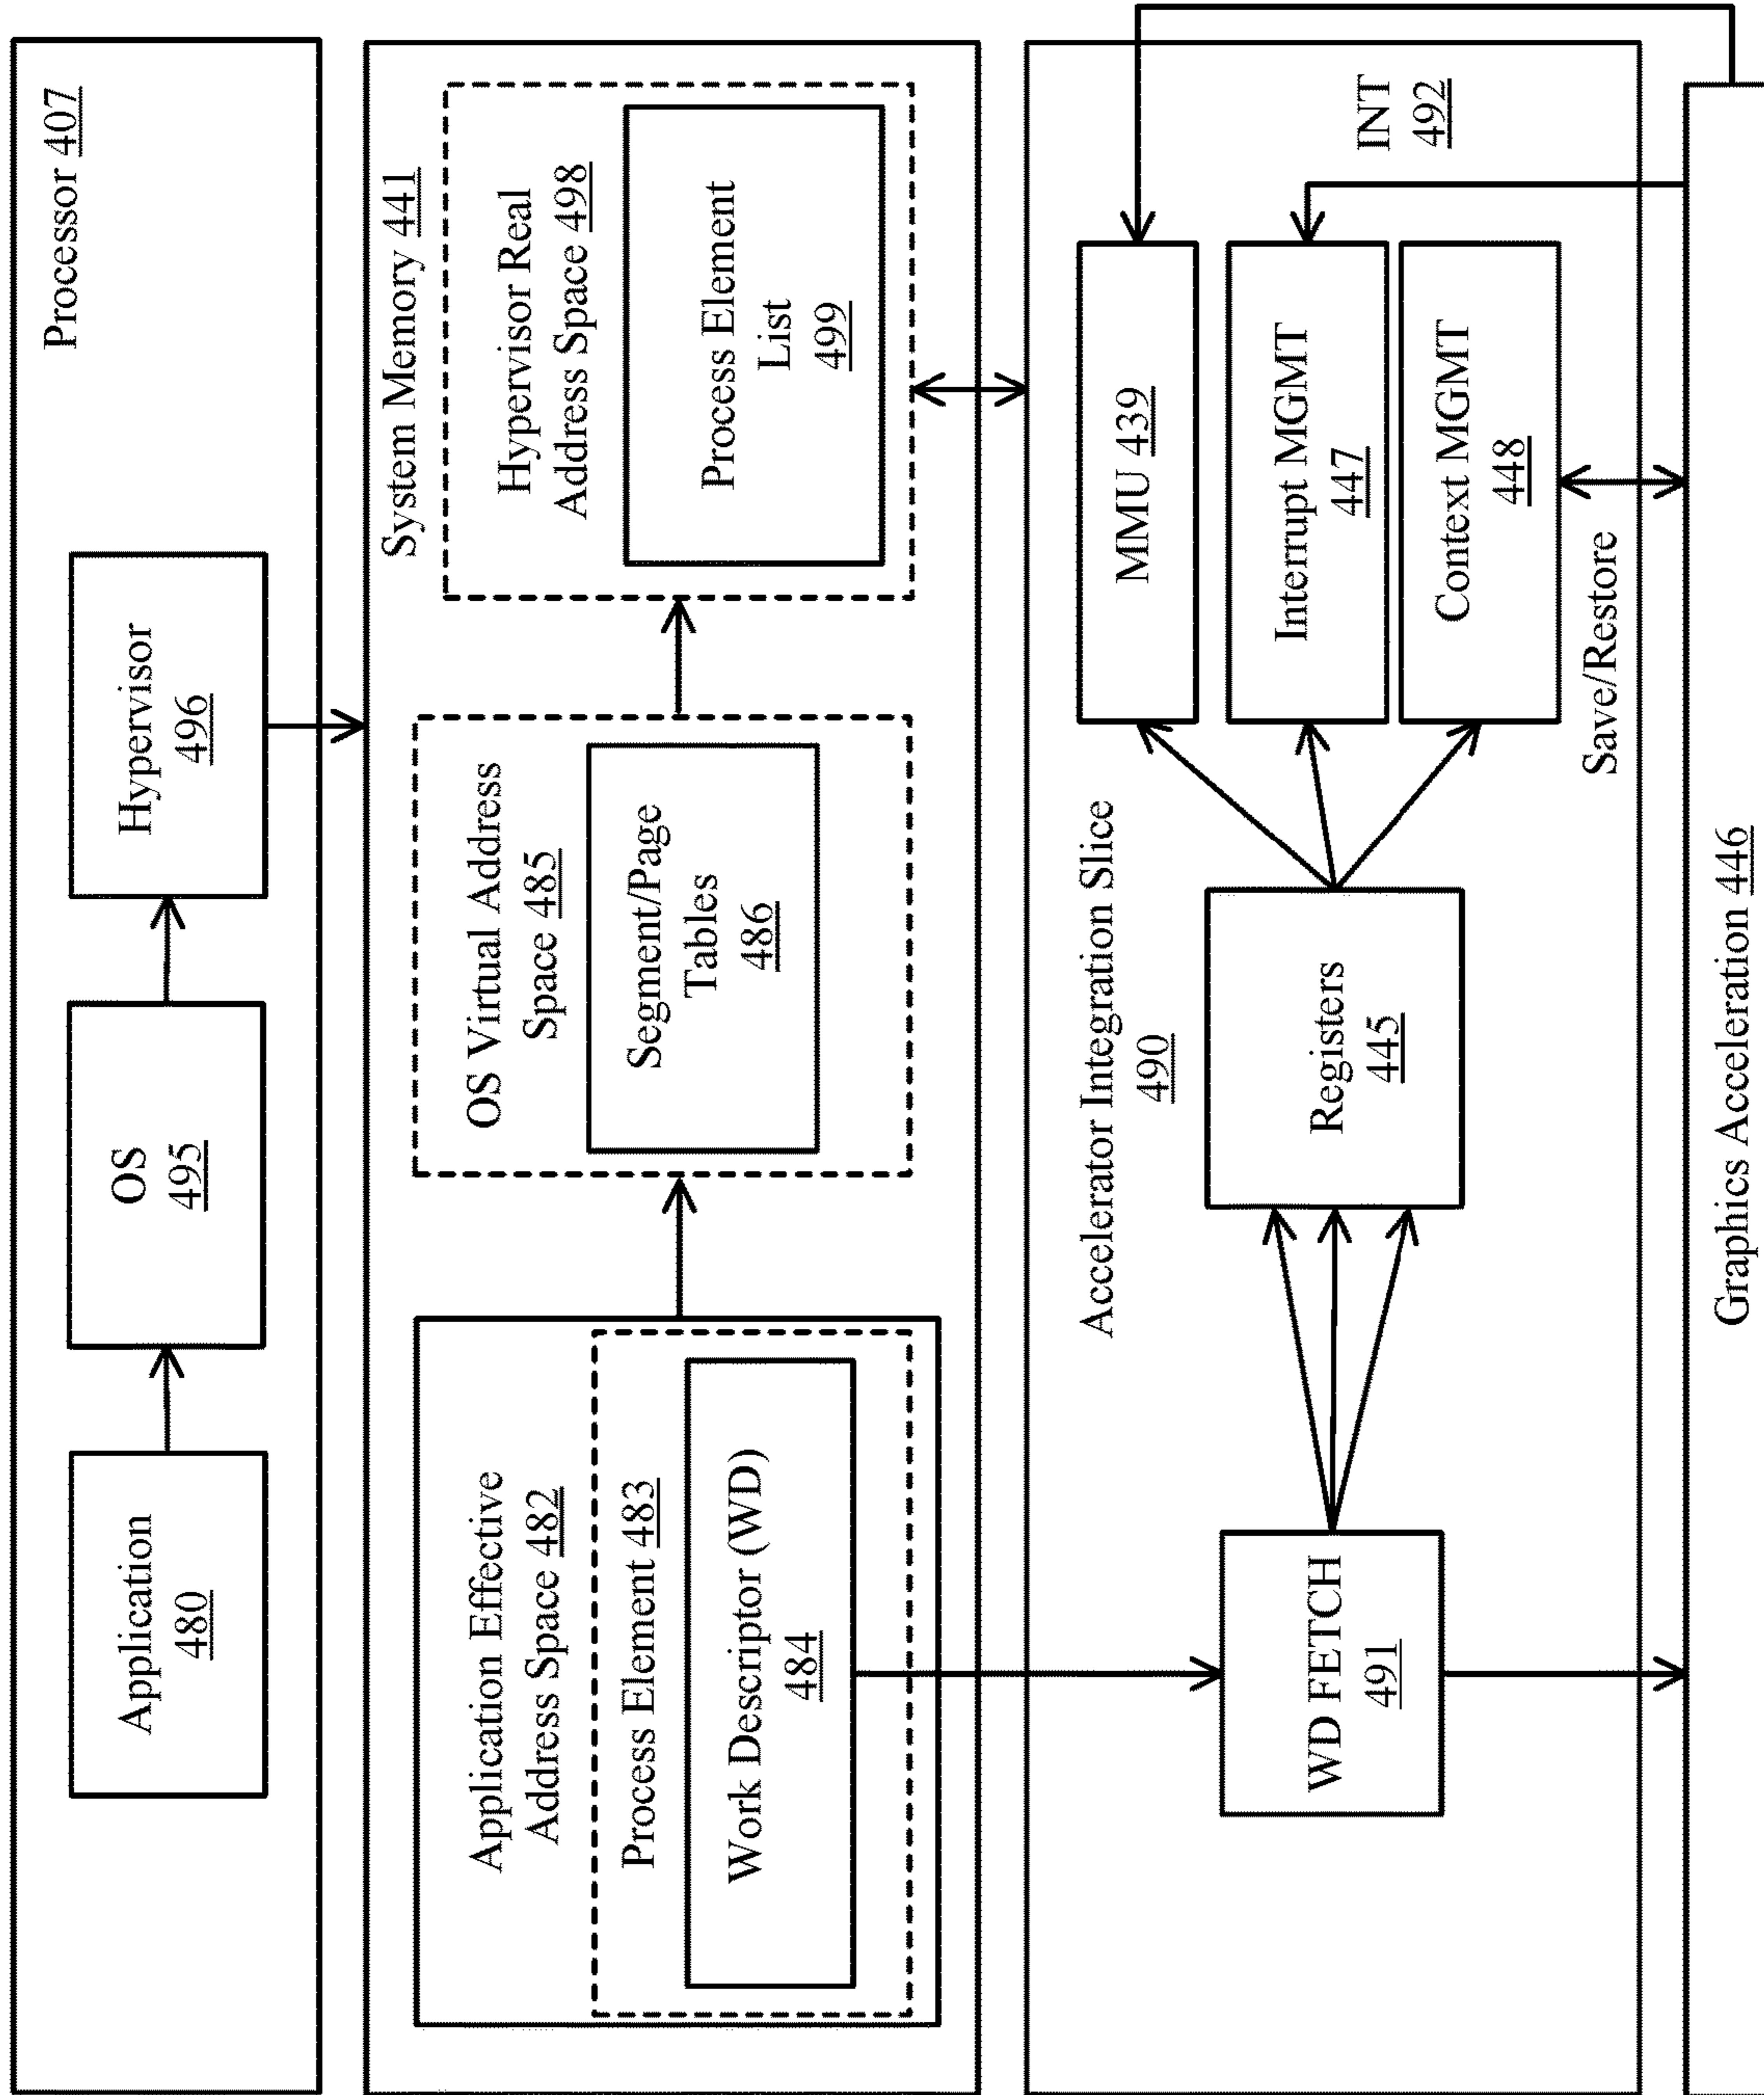 Processor 407
Application
480
OS
495
Hypervisor
496
System Memory 441
Application Effective
Address Space 482
Process Element 483
Work Descriptor (WD)
484
OS Virtual Address
Space 485
Segment/Page
Tables
486
Hypervisor Real
Address Space 498
Process Element
List
499
Accelerator Integration Slice
490
WD FETCH
491
Registers
445
MMU 439
Interrupt MGMT
447
Context MGMT
448
INT
492
Save/Restore
Graphics Acceleration 446